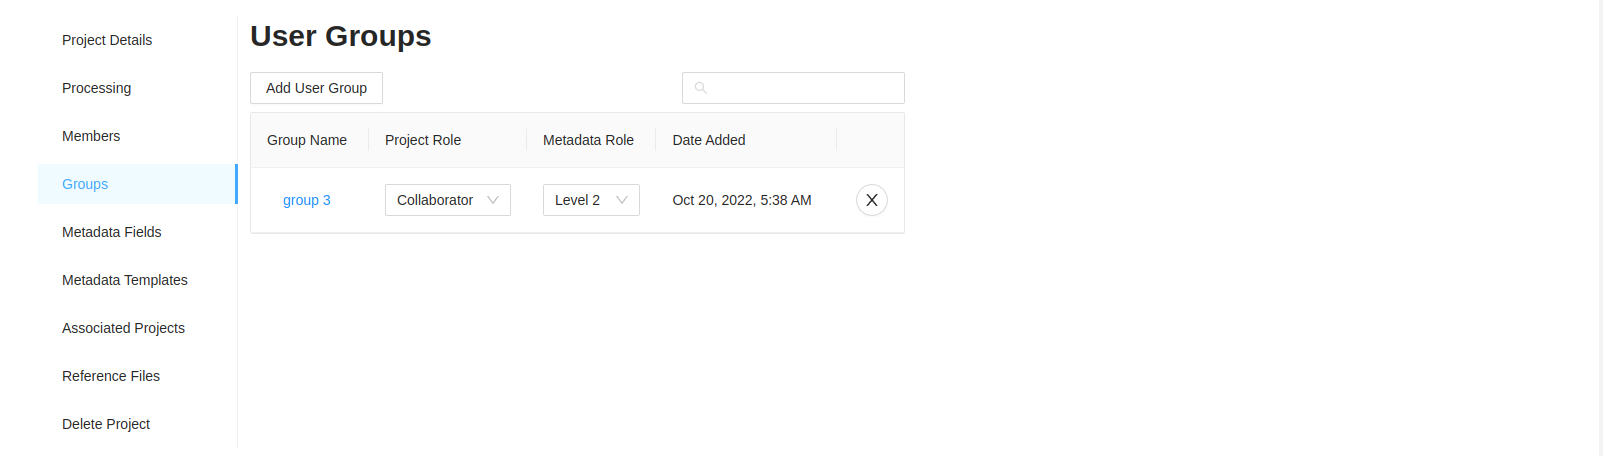 Project Details
Processing
Members
Groups
Metadata Fields
Metadata Templates
Associated Projects
Reference Files
Delete Project
User Groups
Add User Group
Group Name Project Role Metadata Role Date Added
group 3 Collaborator Level 2 Oct 20, 2022, 5:38 AM X